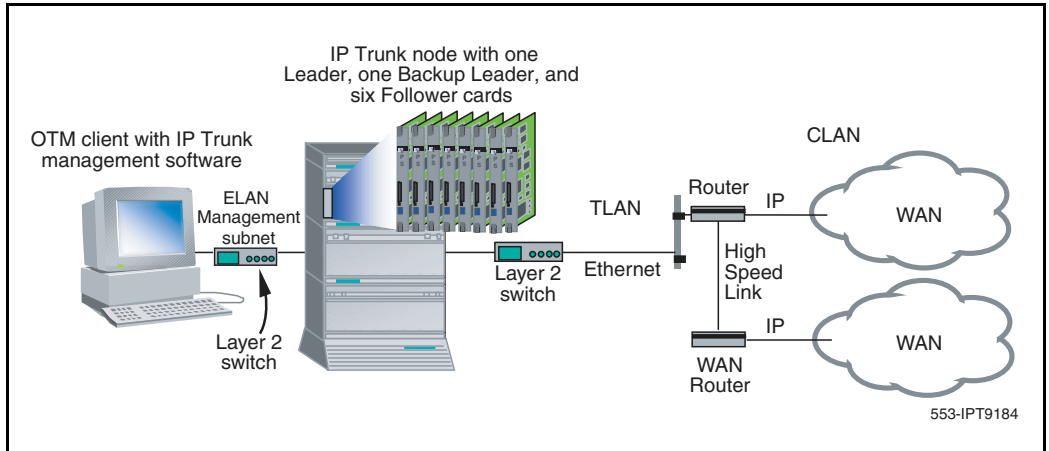 IP Trunk node with one
Leader, one Backup Leader, and
six Follower cards
OTM client with IP Trunk
management software
ELAN
Management
subnet
Layer 2
switch
Layer 2
switch
TLAN
Ethernet
Router
IP
CLAN
WAN
High
Speed
Link
IP
WAN
WAN
Router
553-IPT9184